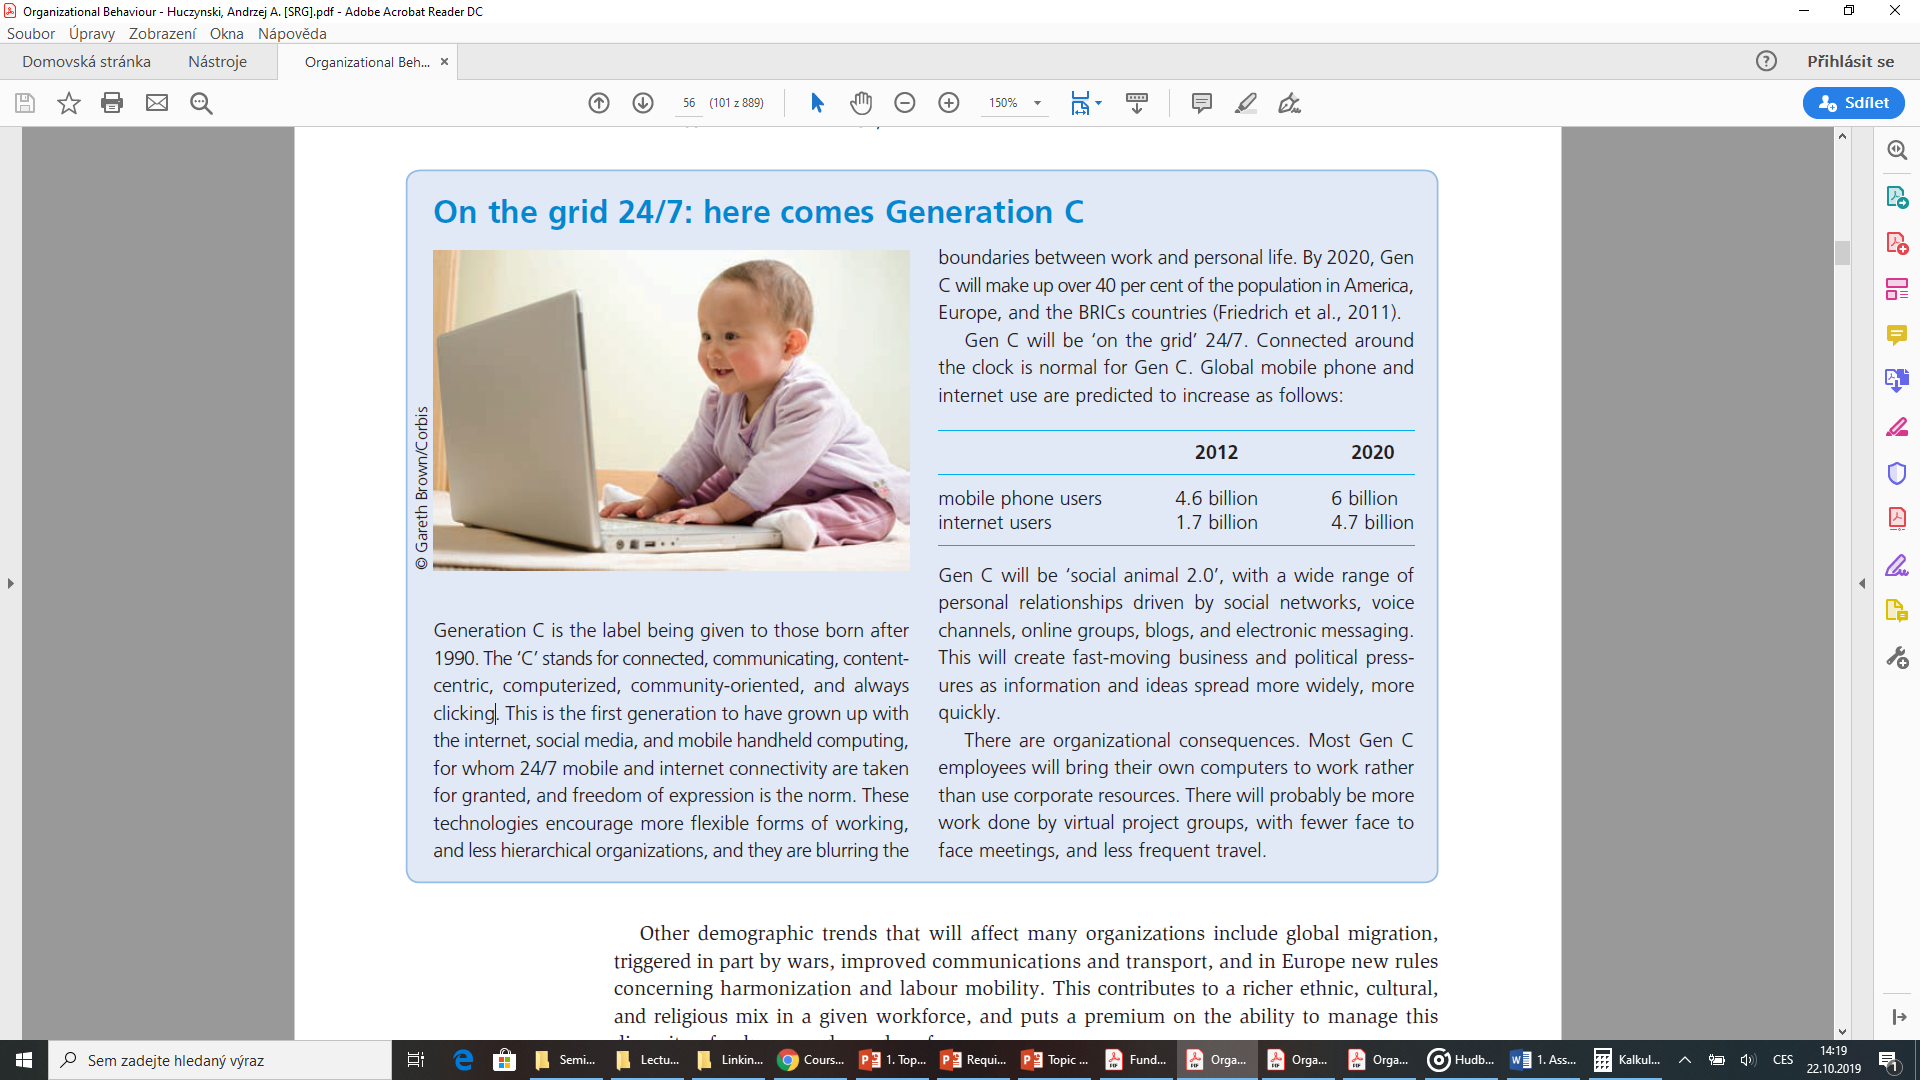 Organizational Behaviour - Huczynski, Andrzej A. [SRG].pdf - Adobe Acrobat Reader DC
Soubor Úpravy Zobrazení Okna Nápověda
Domovská stránka Nástroje Organizational Beh... × Přihlásit se
56 (101 z 889) 150% Sdílet
On the grid 24/7: here comes Generation C
© Gareth Brown/Corbis
Generation C is the label being given to those born after
1990. The ‘C’ stands for connected, communicating, content-
centric, computerized, community-oriented, and always
clicking. This is the first generation to have grown up with
the internet, social media, and mobile handheld computing,
for whom 24/7 mobile and internet connectivity are taken
for granted, and freedom of expression is the norm. These
technologies encourage more flexible forms of working,
and less hierarchical organizations, and they are blurring the
boundaries between work and personal life. By 2020, Gen
C will make up over 40 per cent of the population in America,
Europe, and the BRICs countries (Friedrich et al., 2011).
Gen C will be ‘on the grid’ 24/7. Connected around
the clock is normal for Gen C. Global mobile phone and
internet use are predicted to increase as follows:
2012 2020
mobile phone users 4.6 billion 6 billion
internet users 1.7 billion 4.7 billion
Gen C will be ‘social animal 2.0’, with a wide range of
personal relationships driven by social networks, voice
channels, online groups, blogs, and electronic messaging.
This will create fast-moving business and political press-
ures as information and ideas spread more widely, more
quickly.
There are organizational consequences. Most Gen C
employees will bring their own computers to work rather
than use corporate resources. There will probably be more
work done by virtual project groups, with fewer face to
face meetings, and less frequent travel.
Other demographic trends that will affect many organizations include global migration,
triggered in part by wars, improved communications and transport, and in Europe new rules
concerning harmonization and labour mobility. This contributes to a richer ethnic, cultural,
and religious mix in a given workforce, and puts a premium on the ability to manage this
Sem zadejte hledaný výraz
Semi... Lectu... Linkin... Cours... 1. Top... Requi... Topic ... Fund... Orga... Orga... Orga... Hudb... 1. Ass... Kalkul... CES
14:19
22.10.2019
1